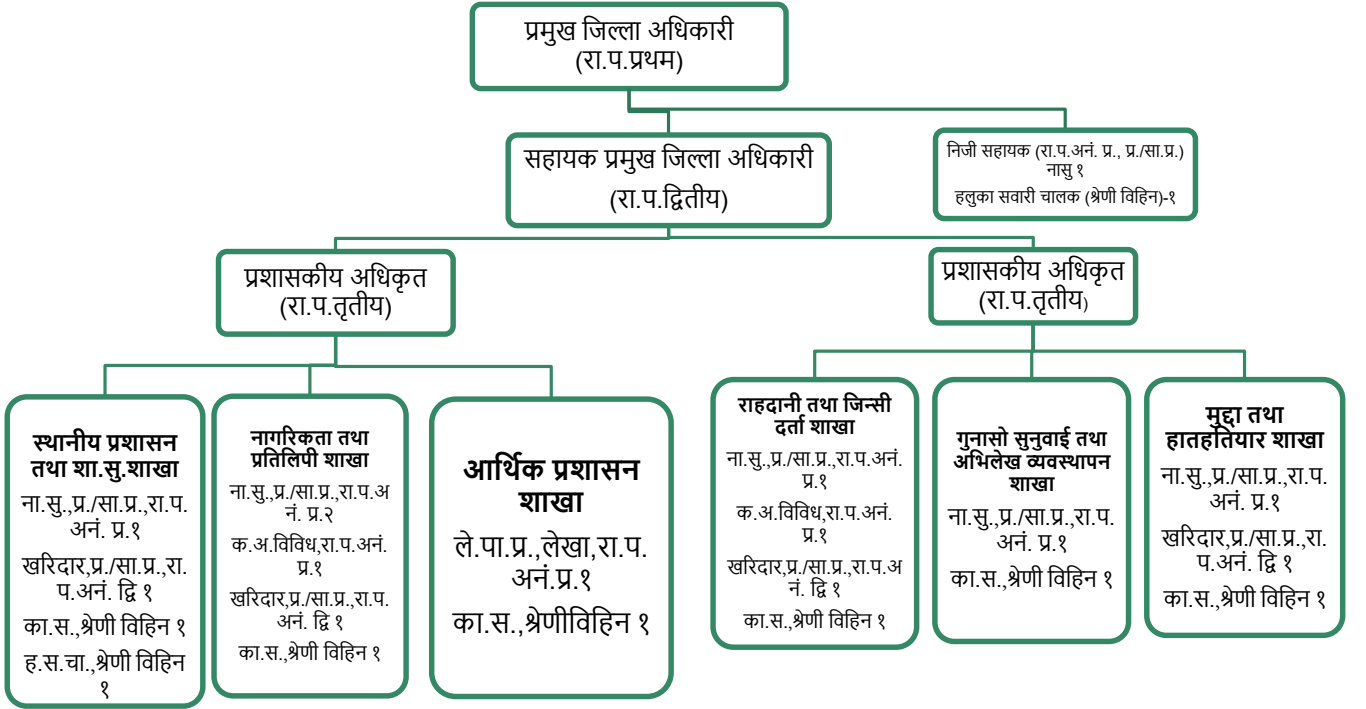 प्रमुख जिल्ला अधिकारी
(रा.प.प्रथम)
सहायक प्रमुख जिल्ला अधिकारी
(रा.प.द्वितीय)
निजी सहायक (रा.प.अनं. प्र., प्र./सा.प्र.)
नासु १
हलुका सवारी चालक (श्रेणी विहिन)-१
प्रशासकीय अधिकृत
(रा.प.तृतीय)
प्रशासकीय अधिकृत
(रा.प.तृतीय)
स्थानीय प्रशासन
तथा शा.सु.शाखा
ना.सु.,प्र./सा.प्र.,रा.प.
अनं. प्र.१
खरिदार,प्र./सा.प्र.,रा.
प.अनं. द्वि १
का.स.,श्रेणी विहिन १
ह.स.चा.,श्रेणी विहिन
१
नागरिकता तथा
प्रतिलिपी शाखा
ना.सु.,प्र./सा.प्र.,रा.प.अ
नं. प्र.२
क.अ.विविध,रा.प.अनं.
प्र.१
खरिदार,प्र./सा.प्र.,रा.प.
अनं. द्वि १
का.स.,श्रेणी विहिन १
आर्थिक प्रशासन
शाखा
ले.पा.प्र.,लेखा,रा.प.
अनं.प्र.१
का.स.,श्रेणीविहिन १
राहदानी तथा जिन्सी
दर्ता शाखा
ना.सु.,प्र./सा.प्र.,रा.प.अनं.
प्र.१
क.अ.विविध,रा.प.अनं.
प्र.१
खरिदार,प्र./सा.प्र.,रा.प.अ
नं. द्वि १
का.स.,श्रेणी विहिन १
गुनासो सुनुवाई तथा
अभिलेख व्यवस्थापन
शाखा
ना.सु.,प्र./सा.प्र.,रा.प.
अनं. प्र.१
का.स.,श्रेणी विहिन १
मुद्दा तथा
हातहतियार शाखा
ना.सु.,प्र./सा.प्र.,रा.प.
अनं. प्र.१
खरिदार,प्र./सा.प्र.,रा.
प.अनं. द्वि १
का.स.,श्रेणी विहिन १